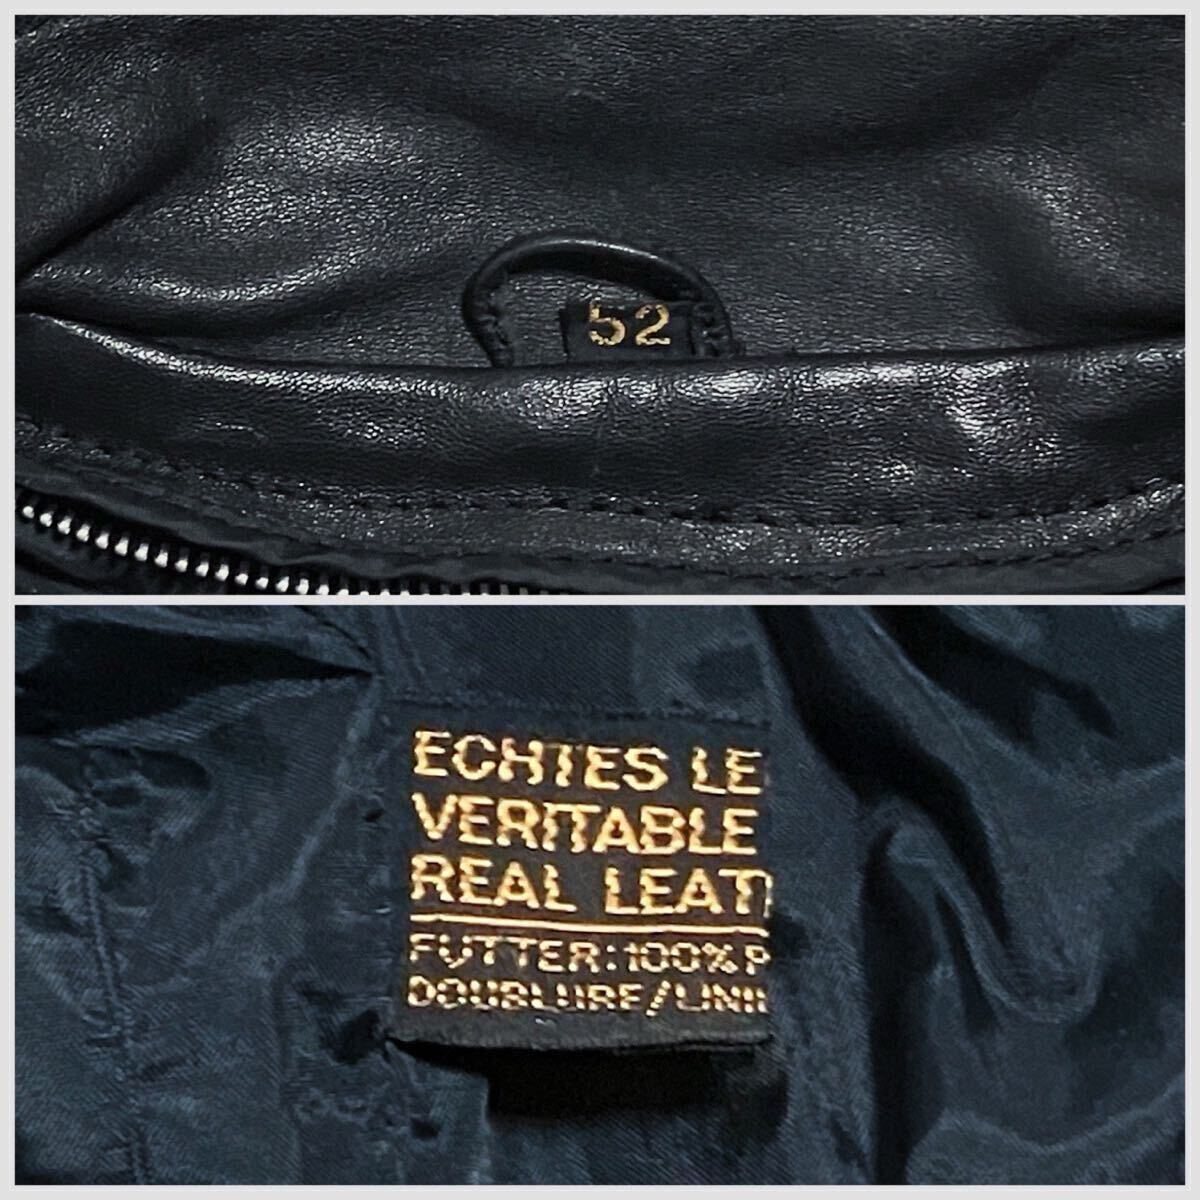 52
ECHTES LE
VERITABLE
REAL LEAT
FUTTER: 100% P
DOUBLURE/LINI